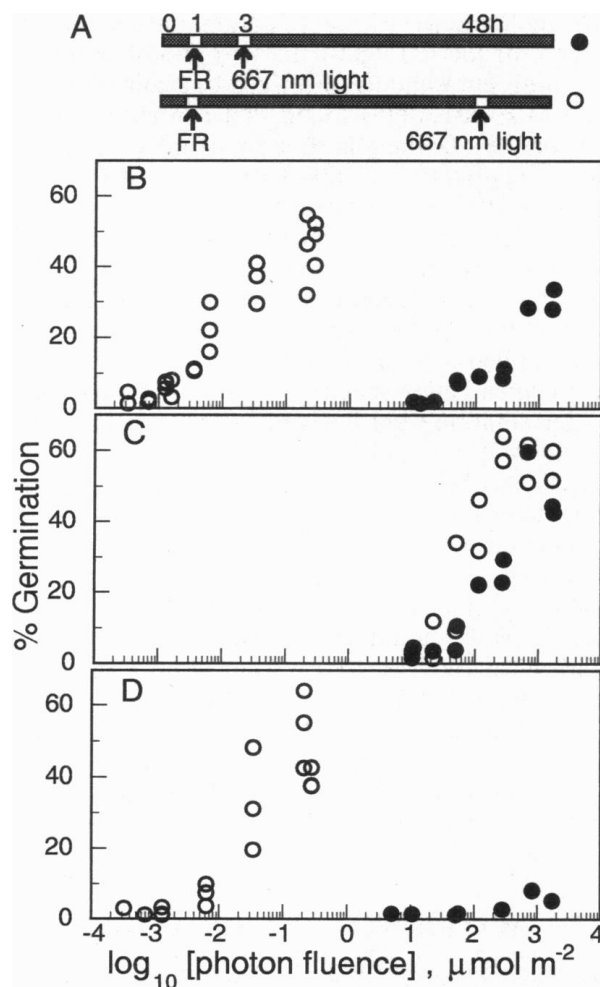 A
0 1 3 48h
FR 667 nm light
FR 667 nm light
B
60
40
20
0
C
60
40
20
0
D
60
40
20
0
% Germination
-4 -3 -2 -1 0 1 2 3 4
log10 [photon fluence] , μmol m-2